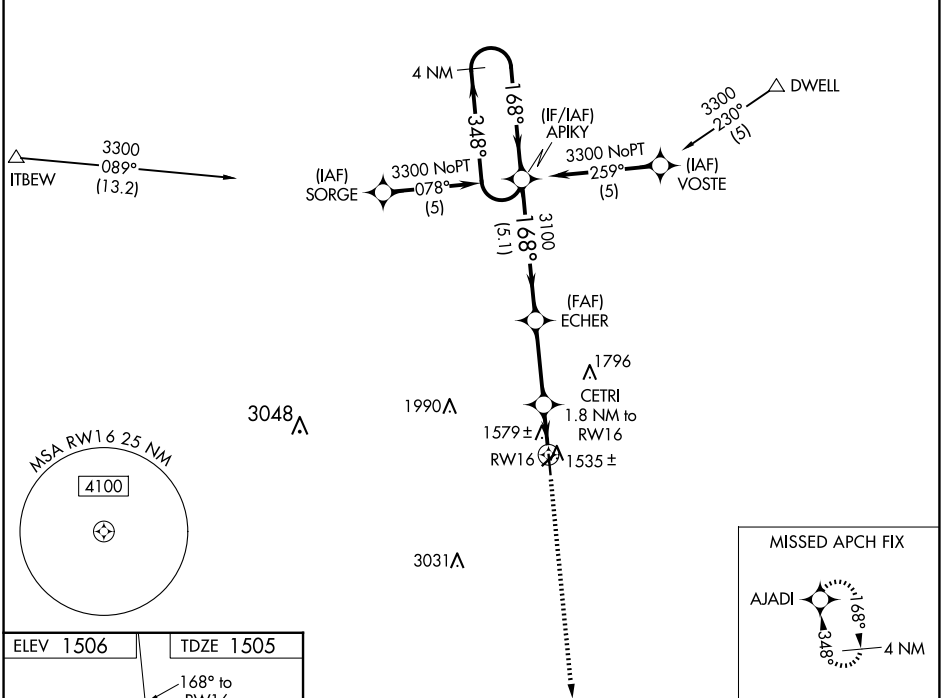 4 NM
168°
348°
(IF/IAF)
APIKY
3300
230°
(5)
DWELL
3300
089°
(13.2)
ITBEW
(IAF)
SORGE
3300 NoPT
078°
(5)
3300 NoPT
259°
(5)
(IAF)
VOSTE
3100
168°
(5.1)
(FAF)
ECHER
1796
CETRI
1.8 NM to
RW16
3048
1990
1579 ±
RW16
1535 ±
MSA RW16 25 NM
4100
3031
MISSED APCH FIX
AJADI
168°
348°
4 NM
ELEV 1506
TDZE 1505
168° to
RW16